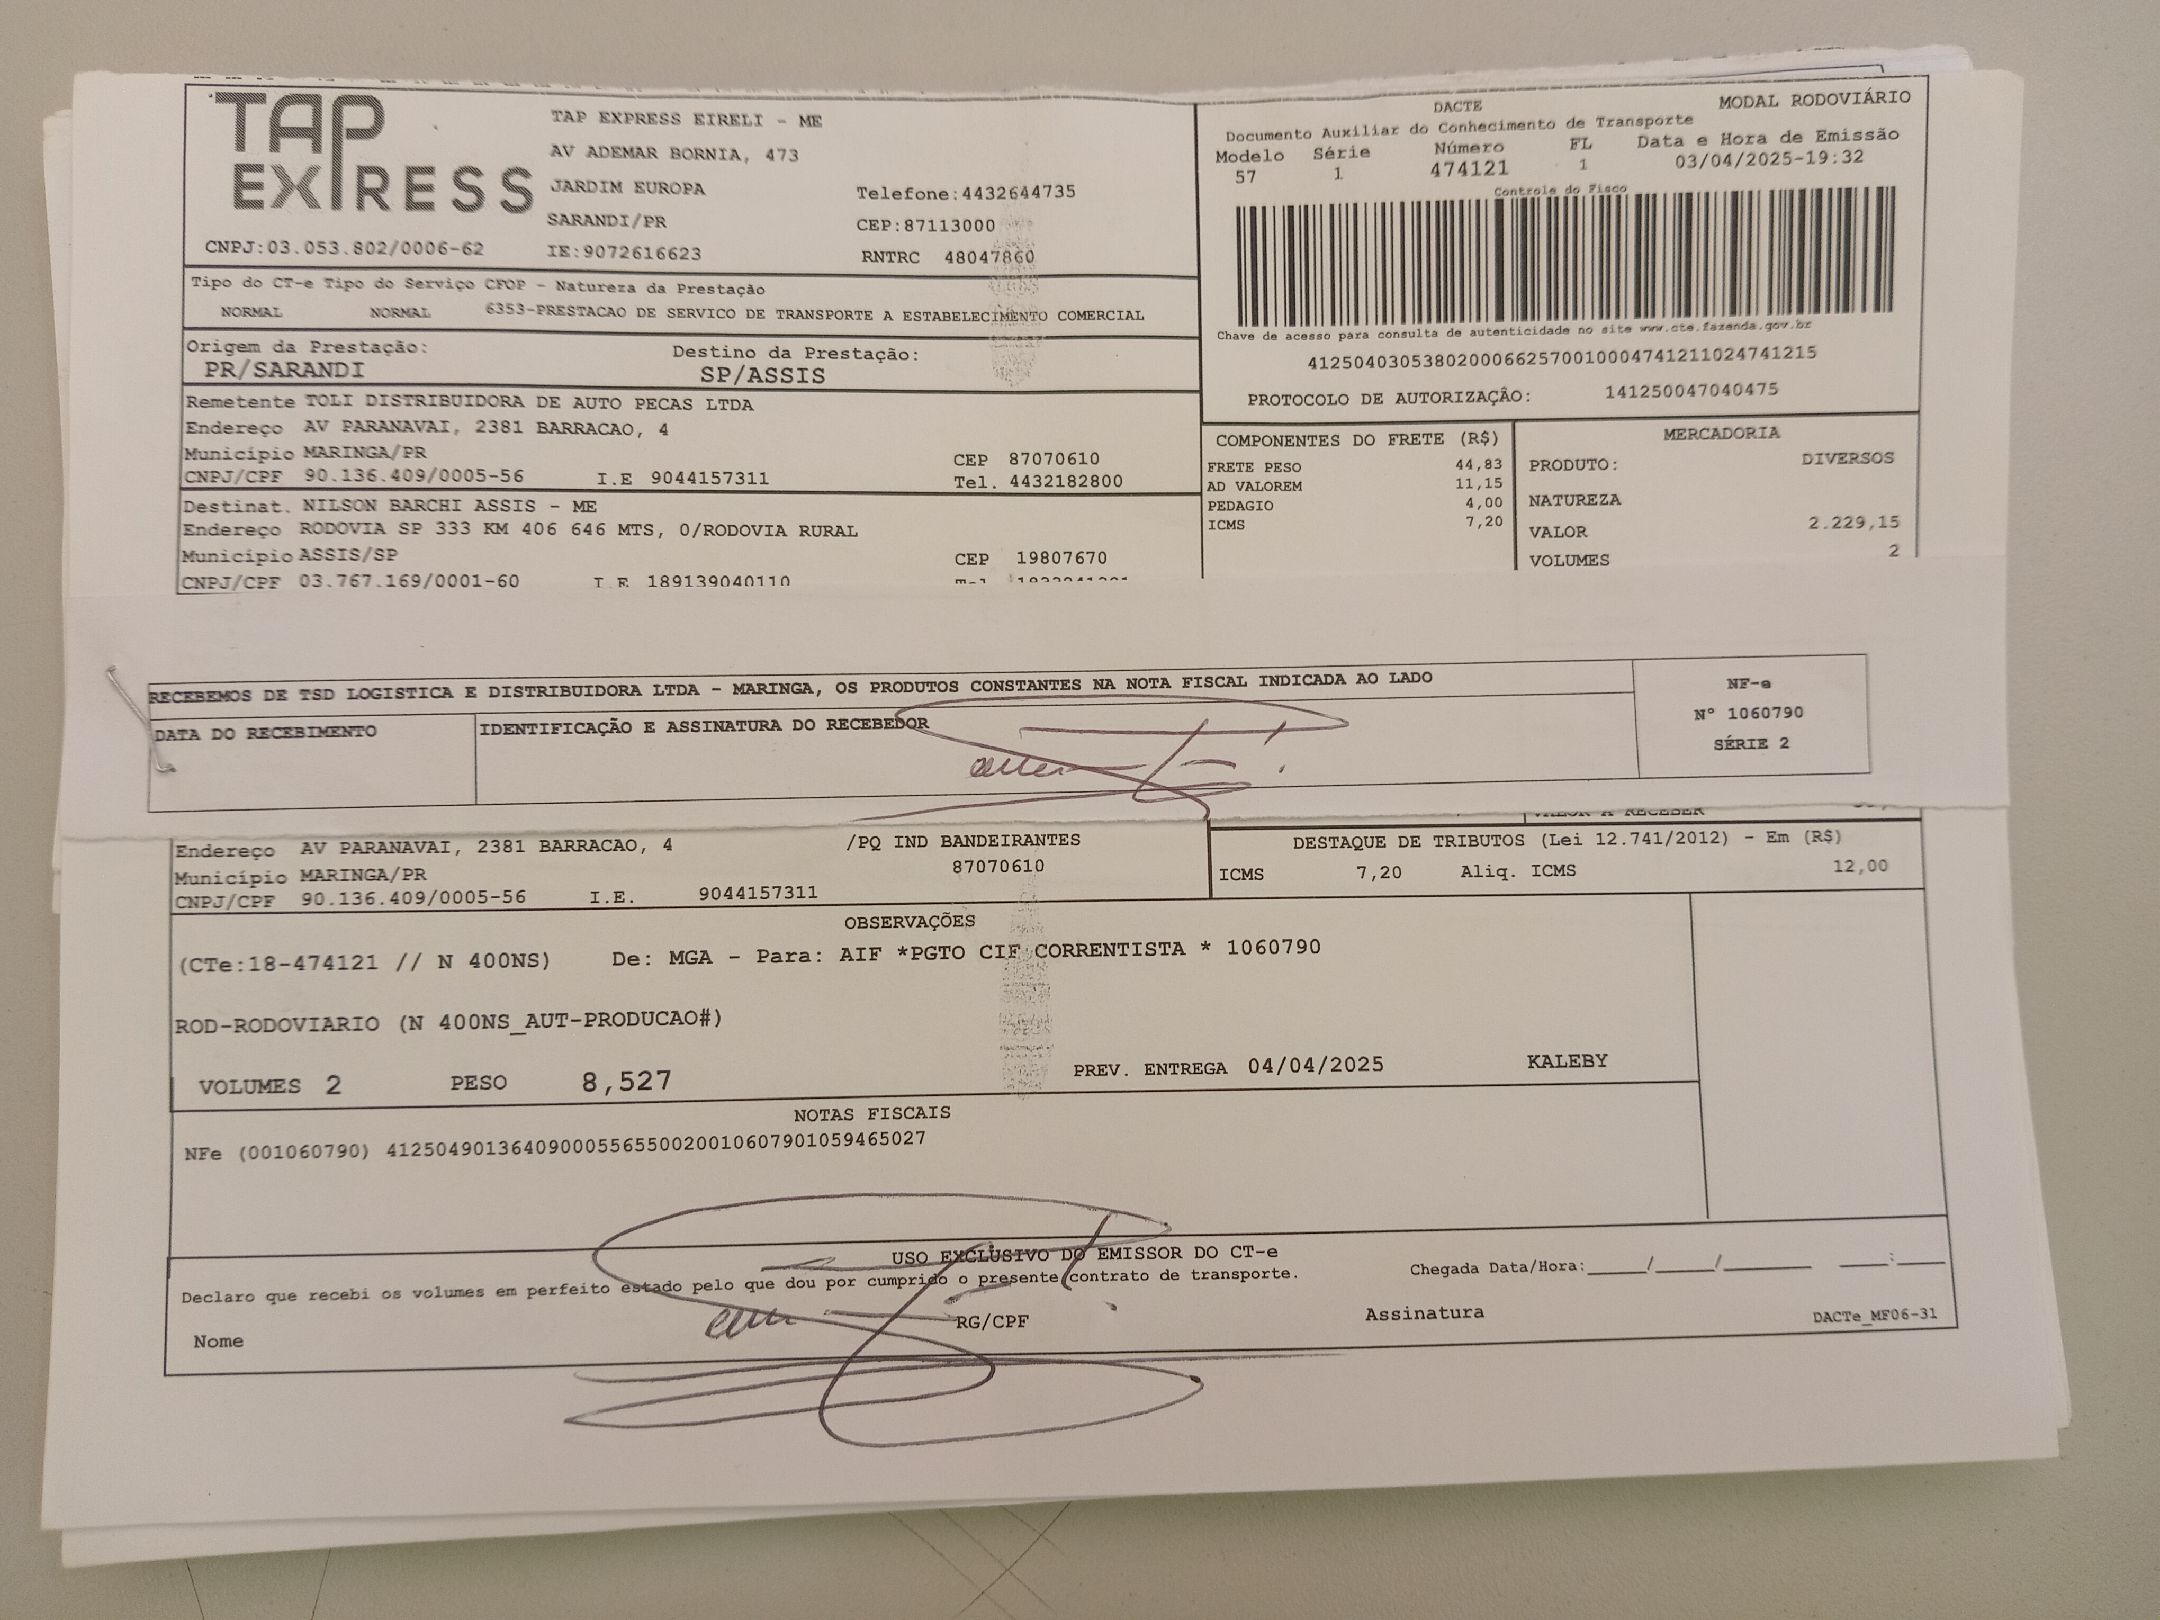 TAP
EXPRESS
TAP EXPRESS EIRELI - ME
AV ADEMAR BORNIA, 473
JARDIM EUROPA
Telefone:4432644735
SARANDI/PR
CEP:87113000
CNPJ:03.053.802/0006-62
IE:9072616623
RNTRC 48047860
DACTE
MODAL RODOVIÁRIO
Documento Auxiliar do Conhecimento de Transporte
Modelo Série Número FL Data e Hora de Emissão
57 1 474121 1 03/04/2025-19:32
Controle do Fisco
Chave de acesso para consulta de autenticidade no site www.cte.fazenda.gov.br
41250403053802000662570010004741211024741215
PROTOCOLO DE AUTORIZAÇÃO: 141250047040475
Tipo do CT-e Tipo do Serviço CFOP - Natureza da Prestação
NORMAL NORMAL 6353-PRESTACAO DE SERVICO DE TRANSPORTE A ESTABELECIMENTO COMERCIAL
Origem da Prestação: Destino da Prestação:
PR/SARANDI SP/ASSIS
Remetente TOLI DISTRIBUIDORA DE AUTO PECAS LTDA
Endereço AV PARANAVAI, 2381 BARRACAO, 4
Município MARINGA/PR CEP 87070610
CNPJ/CPF 90.136.409/0005-56 I.E 9044157311 Tel. 4432182800
Destinat. NILSON BARCHI ASSIS - ME
Endereço RODOVIA SP 333 KM 406 646 MTS, 0/RODOVIA RURAL
Município ASSIS/SP CEP 19807670
CNPJ/CPF 03.767.169/0001-60 I.E 189139040110
COMPONENTES DO FRETE (R$)
FRETE PESO 44,83
AD VALOREM 11,15
PEDAGIO 4,00
ICMS 7,20
MERCADORIA
PRODUTO: DIVERSOS
NATUREZA
VALOR 2.229,15
VOLUMES 2
RECEBEMOS DE TSD LOGISTICA E DISTRIBUIDORA LTDA - MARINGA, OS PRODUTOS CONSTANTES NA NOTA FISCAL INDICADA AO LADO
DATA DO RECEBIMENTO
IDENTIFICAÇÃO E ASSINATURA DO RECEBEDOR
NF-e
Nº 1060790
SÉRIE 2
VALOR A RECEBER
Endereço AV PARANAVAI, 2381 BARRACAO, 4 /PQ IND BANDEIRANTES
Município MARINGA/PR 87070610
CNPJ/CPF 90.136.409/0005-56 I.E. 9044157311
DESTAQUE DE TRIBUTOS (Lei 12.741/2012) - Em (R$)
ICMS 7,20 Aliq. ICMS 12,00
OBSERVAÇÕES
(CTe:18-474121 // N 400NS) De: MGA - Para: AIF *PGTO CIF CORRENTISTA * 1060790
ROD-RODOVIARIO (N 400NS_AUT-PRODUCAO#)
VOLUMES 2 PESO 8,527 PREV. ENTREGA 04/04/2025 KALEBY
NOTAS FISCAIS
NFe (001060790) 41250490136409000556550020010607901059465027
USO EXCLUSIVO DO EMISSOR DO CT-e
Declaro que recebi os volumes em perfeito estado pelo que dou por cumprido o presente contrato de transporte.
Chegada Data/Hora:____/____/______ ___:___
Nome RG/CPF Assinatura
DACTe_MF06-31